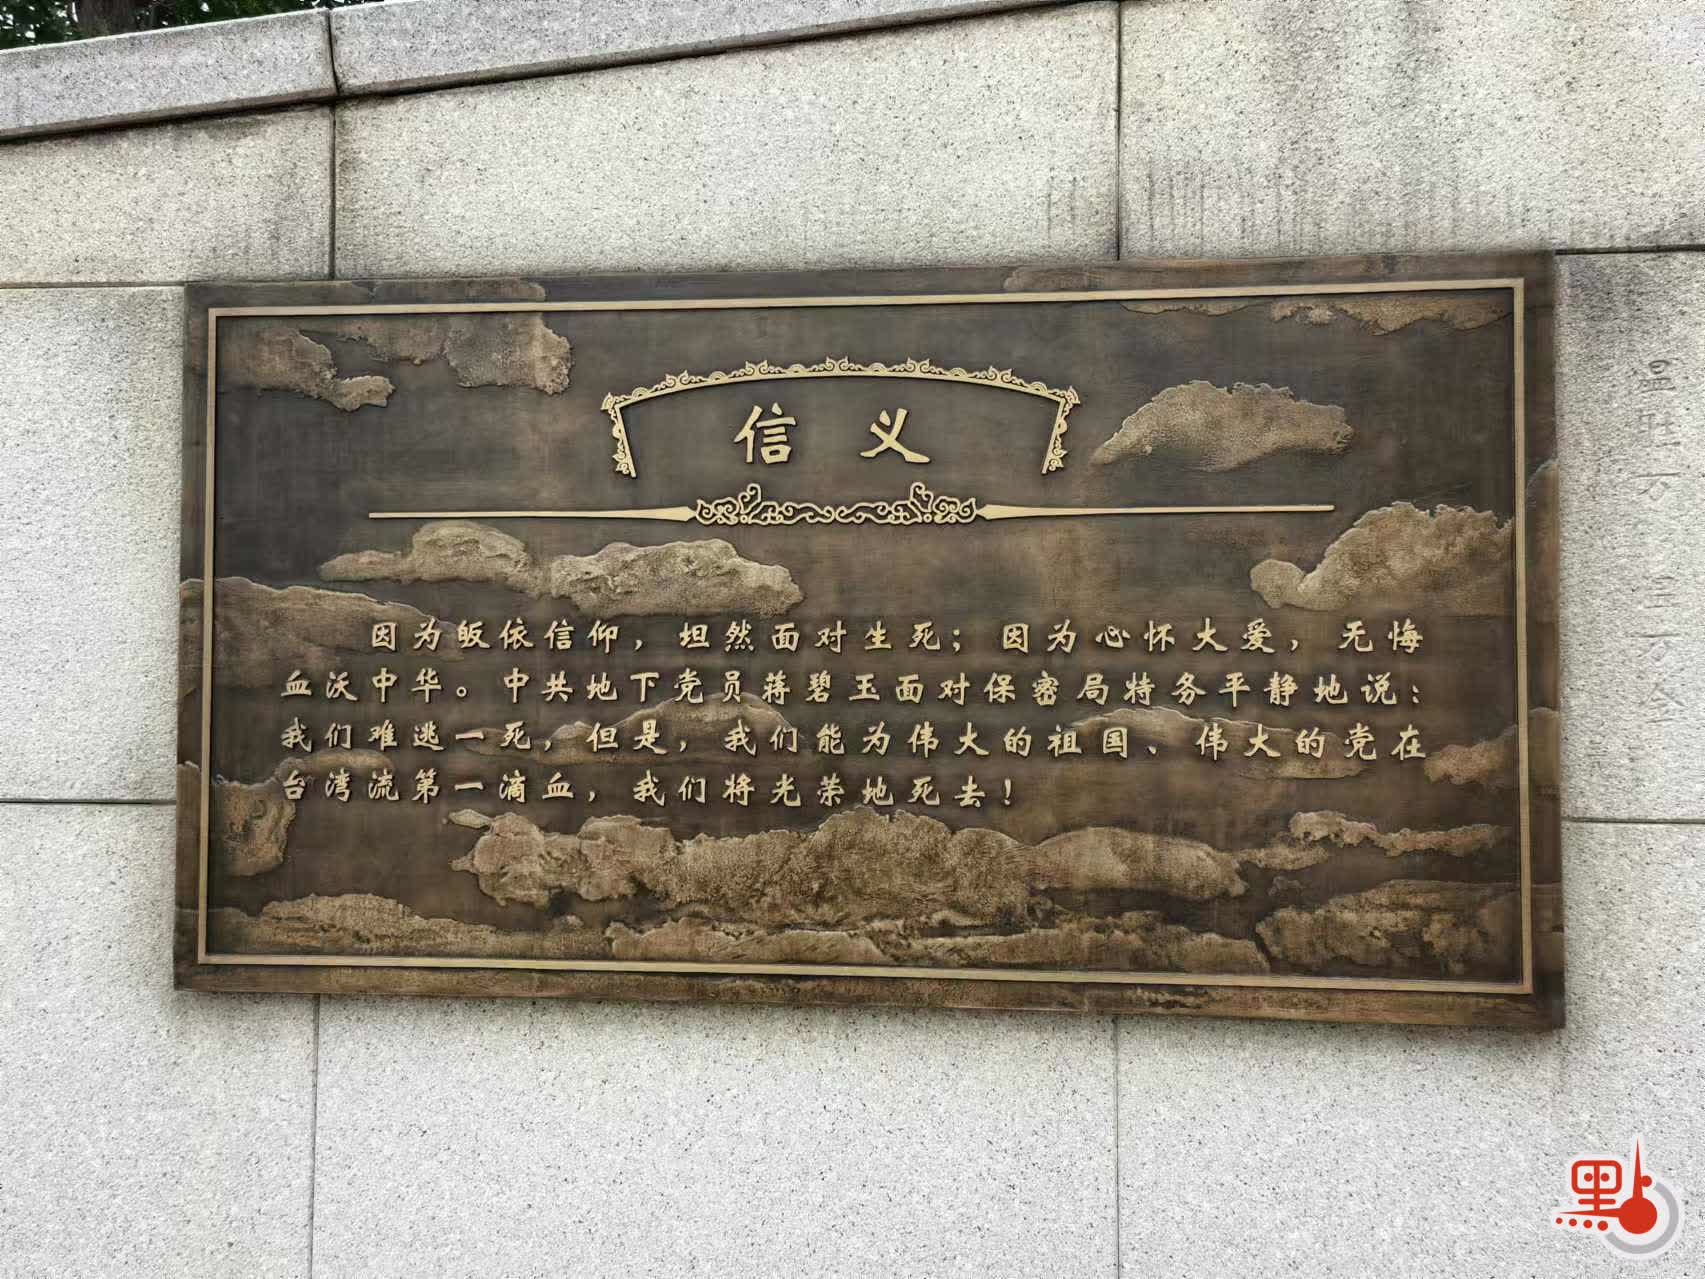 信义
因为皈依信仰，坦然面对生死；因为心怀大爱，无悔
血沃中华。中共地下党员蒋碧玉面对保密局特务平静地说：
我们难逃一死，但是，我们能为伟大的祖国、伟大的党在
台湾流第一滴血，我们将光荣地死去！
點